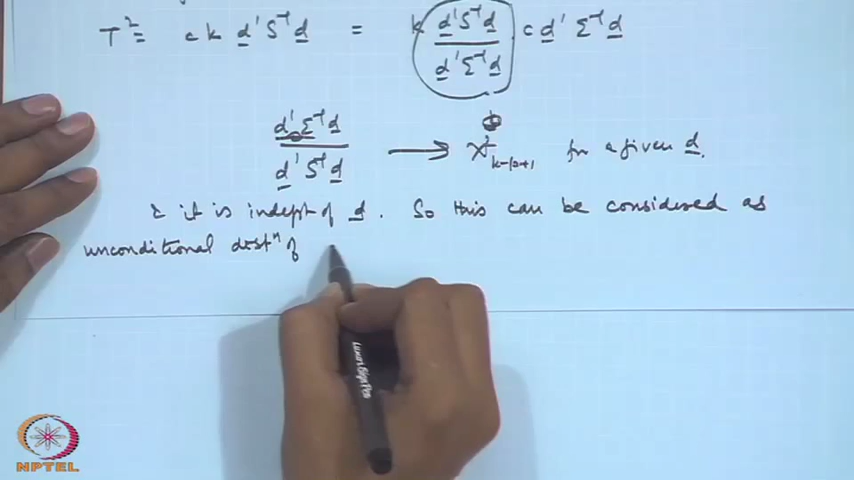 T² = c k d' S⁻¹ d = k d' S⁻¹ d / d' Σ⁻¹ d c d' Σ⁻¹ d
d' Σ⁻¹ d / d' S⁻¹ d → χ² k-p+1 for a given d.
& it is indept of d. So this can be considered as
unconditional distⁿ of
NPTEL